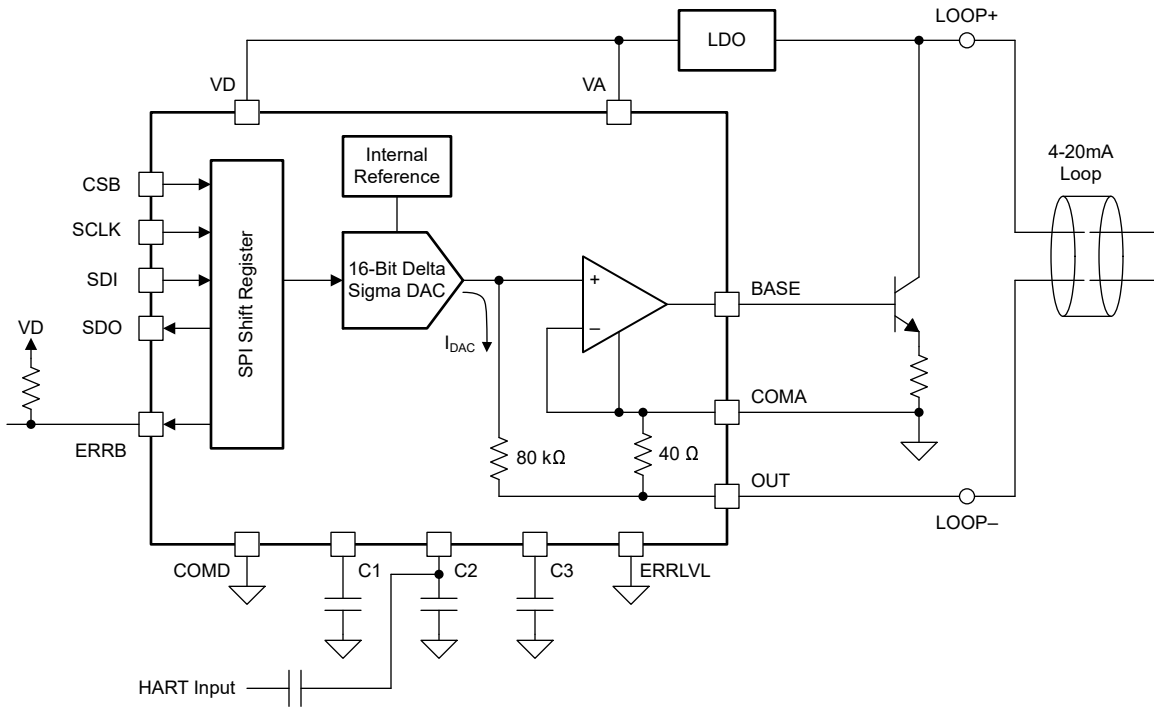 LOOP+
LDO
VD
VA
Internal
Reference
4-20mA
Loop
CSB
SCLK
SDI
SDO
VD
ERRB
SPI Shift Register
16-Bit Delta
Sigma DAC
IDAC
+
–
BASE
COMA
80 kΩ
40 Ω
OUT
LOOP–
COMD
C1
C2
C3
ERRLVL
HART Input